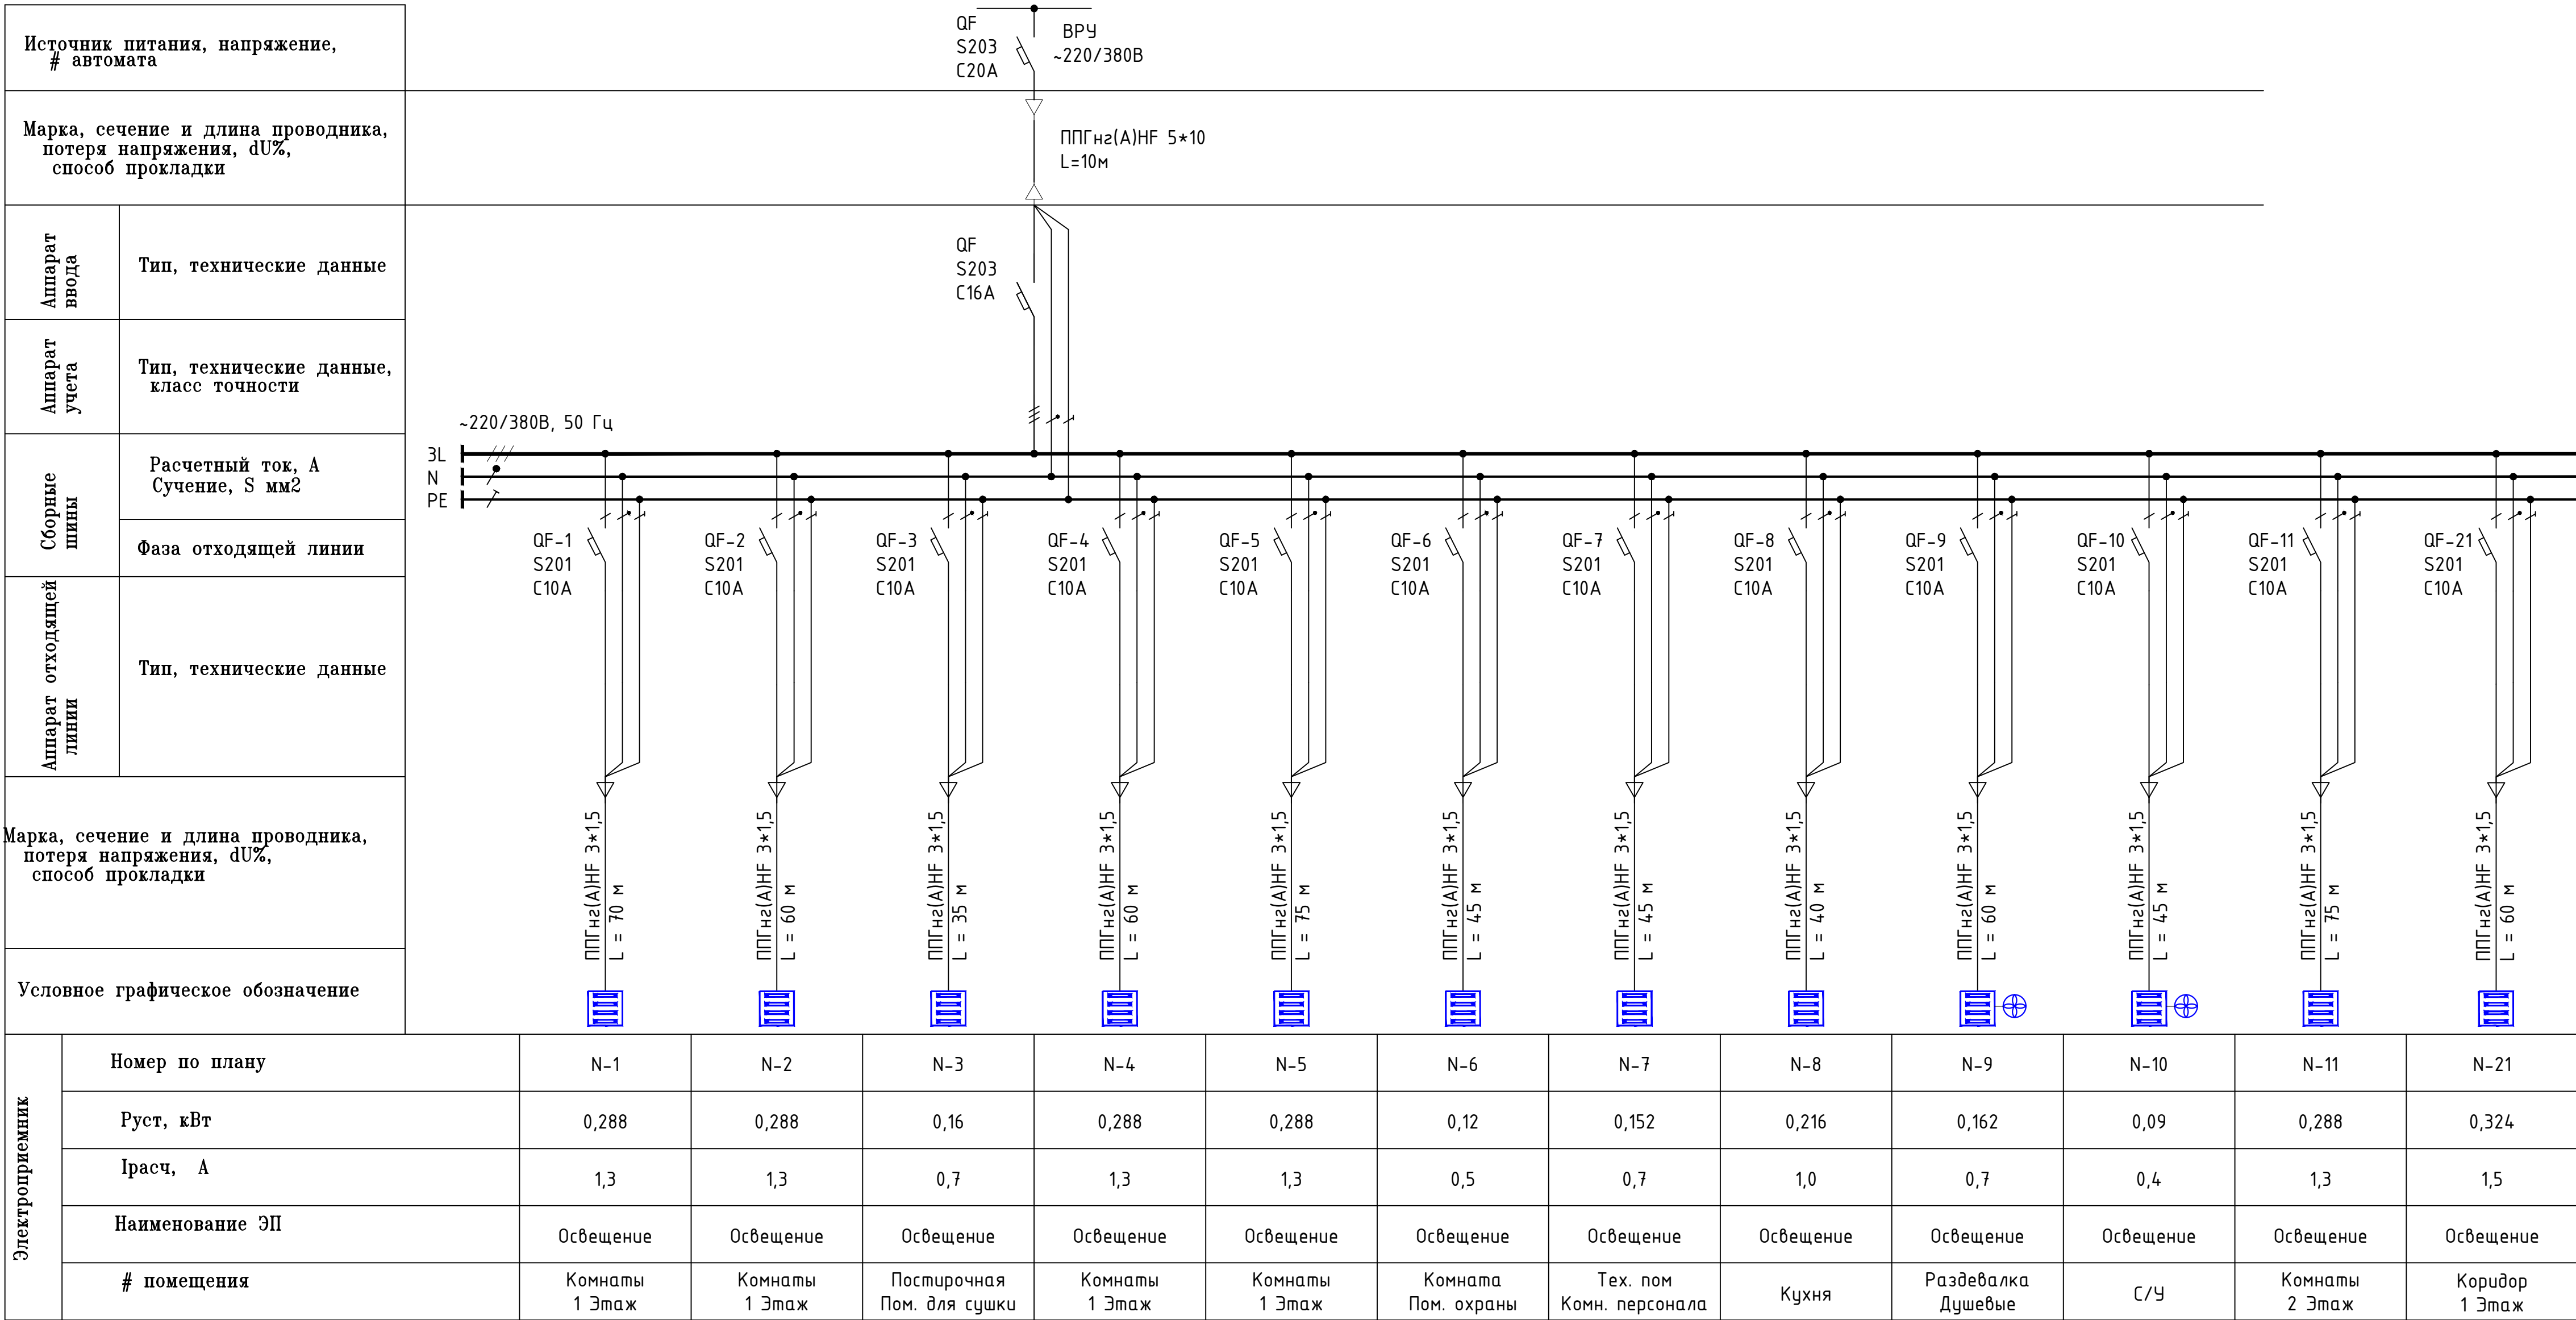 Источник питания, напряжение,
# автомата
QF
S203
C20A
ВРУ
~220/380В
Марка, сечение и длина проводника,
потеря напряжения, dU%,
способ прокладки
ППГнг(А)HF 5*10
L=10м
Аппарат
ввода
Тип, технические данные
QF
S203
C16A
Аппарат
учета
Тип, технические данные,
класс точности
~220/380В, 50 Гц
3L
N
PE
Сборные
шины
Расчетный ток, А
Сучение, S мм2
Фаза отходящей линии
Аппарат отходящей
линии
Тип, технические данные
QF-1
S201
C10A
QF-2
S201
C10A
QF-3
S201
C10A
QF-4
S201
C10A
QF-5
S201
C10A
QF-6
S201
C10A
QF-7
S201
C10A
QF-8
S201
C10A
QF-9
S201
C10A
QF-10
S201
C10A
QF-11
S201
C10A
QF-21
S201
C10A
Марка, сечение и длина проводника,
потеря напряжения, dU%,
способ прокладки
ППГнг(А)HF 3*1,5
L = 70 м
ППГнг(А)HF 3*1,5
L = 60 м
ППГнг(А)HF 3*1,5
L = 35 м
ППГнг(А)HF 3*1,5
L = 60 м
ППГнг(А)HF 3*1,5
L = 75 м
ППГнг(А)HF 3*1,5
L = 45 м
ППГнг(А)HF 3*1,5
L = 45 м
ППГнг(А)HF 3*1,5
L = 40 м
ППГнг(А)HF 3*1,5
L = 60 м
ППГнг(А)HF 3*1,5
L = 45 м
ППГнг(А)HF 3*1,5
L = 75 м
ППГнг(А)HF 3*1,5
L = 60 м
Условное графическое обозначение
Электроприемник
Номер по плану
N-1
N-2
N-3
N-4
N-5
N-6
N-7
N-8
N-9
N-10
N-11
N-21
Руст, кВт
0,288
0,288
0,16
0,288
0,288
0,12
0,152
0,216
0,162
0,09
0,288
0,324
Iрасч, А
1,3
1,3
0,7
1,3
1,3
0,5
0,7
1,0
0,7
0,4
1,3
1,5
Наименование ЭП
Освещение
Освещение
Освещение
Освещение
Освещение
Освещение
Освещение
Освещение
Освещение
Освещение
Освещение
Освещение
# помещения
Комнаты
1 Этаж
Комнаты
1 Этаж
Постирочная
Пом. для сушки
Комнаты
1 Этаж
Комнаты
1 Этаж
Комната
Пом. охраны
Тех. пом
Комн. персонала
Кухня
Раздевалка
Душевые
С/У
Комнаты
2 Этаж
Коридор
1 Этаж